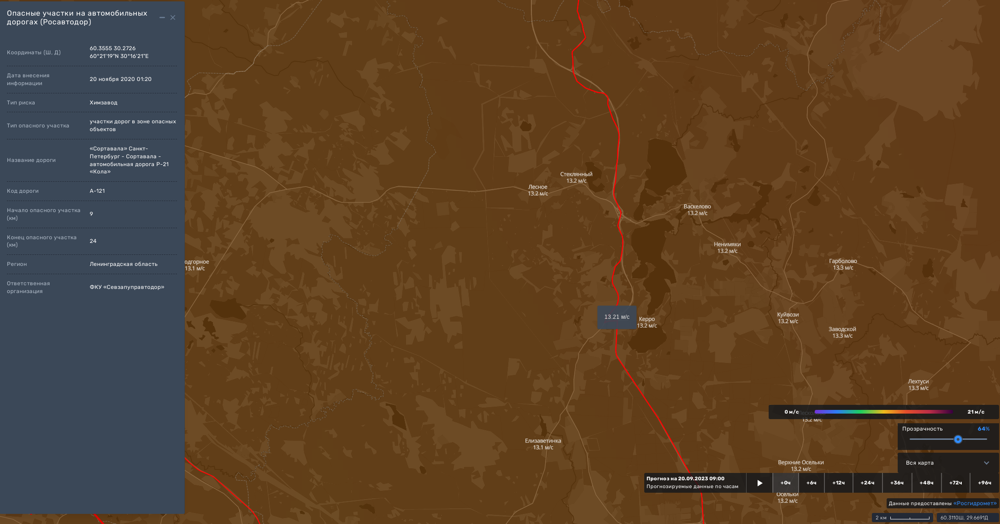 Опасные участки на автомобильных
дорогах (Росавтодор)
Координаты (Ш, Д)
60.3555 30.2726
60°21'19"N 30°16'21"E
Дата внесения
информации
20 ноября 2020 01:20
Тип риска
Химзавод
Тип опасного участка
участки дорог в зоне опасных
объектов
Название дороги
«Сортавала» Санкт-
Петербург - Сортавала -
автомобильная дорога Р-21
«Кола»
Код дороги
А-121
Начало опасного участка
(км)
9
Конец опасного участка
(км)
24
Регион
Ленинградская область
Ответственная
организация
ФКУ «Севзапуправтодор»
Стеклянный
13.2 м/с
Лесное
13.2 м/с
Васкелово
13.2 м/с
Ненимяки
13.2 м/с
Гарболово
13.3 м/с
одгорное
13.1 м/с
13.21 м/с
Керро
13.2 м/с
Куйвози
13.2 м/с
Заводской
13.3 м/с
Лехтуси
13.3 м/с
0 м/с
21 м/с
13.2 м/с
Прозрачность
64%
Елизаветинка
13.1 м/с
Верхние Осельки
13.2 м/с
Вся карта
Прогноз на 20.09.2023 09:00
Прогнозируемые данные по часам
+0ч
+6ч
+12ч
+24ч
+36ч
+48ч
+72ч
+96ч
Осельки
13.2 м/с
Данные предоставлены «Росгидромет»
2 км
60.3110Ш, 29.6691Д